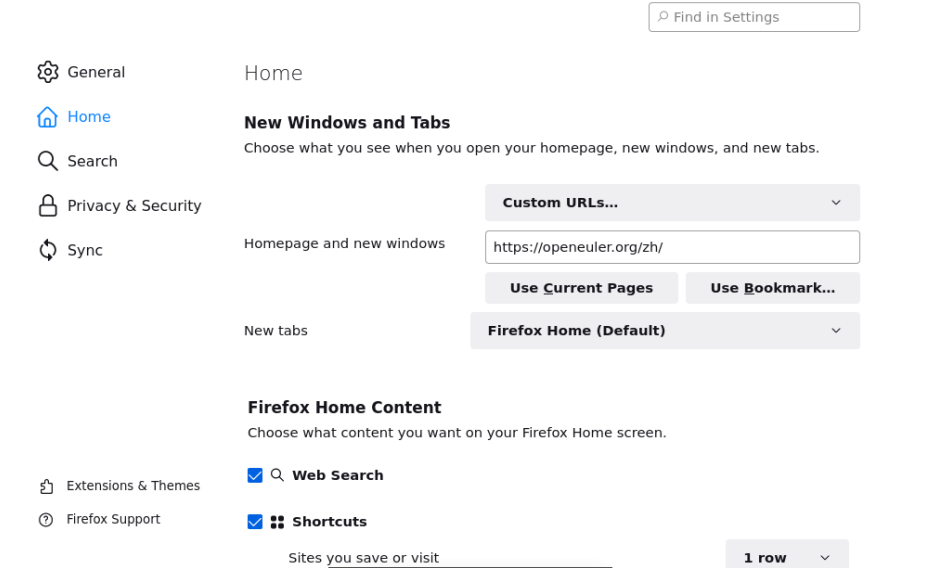 Find in Settings
General
Home
Search
Privacy & Security
Sync
Extensions & Themes
Firefox Support
Home
New Windows and Tabs
Choose what you see when you open your homepage, new windows, and new tabs.
Custom URLs...
Homepage and new windows
https://openeuler.org/zh/
Use Current Pages
Use Bookmark...
New tabs
Firefox Home (Default)
Firefox Home Content
Choose what content you want on your Firefox Home screen.
Web Search
Shortcuts
Sites you save or visit
1 row